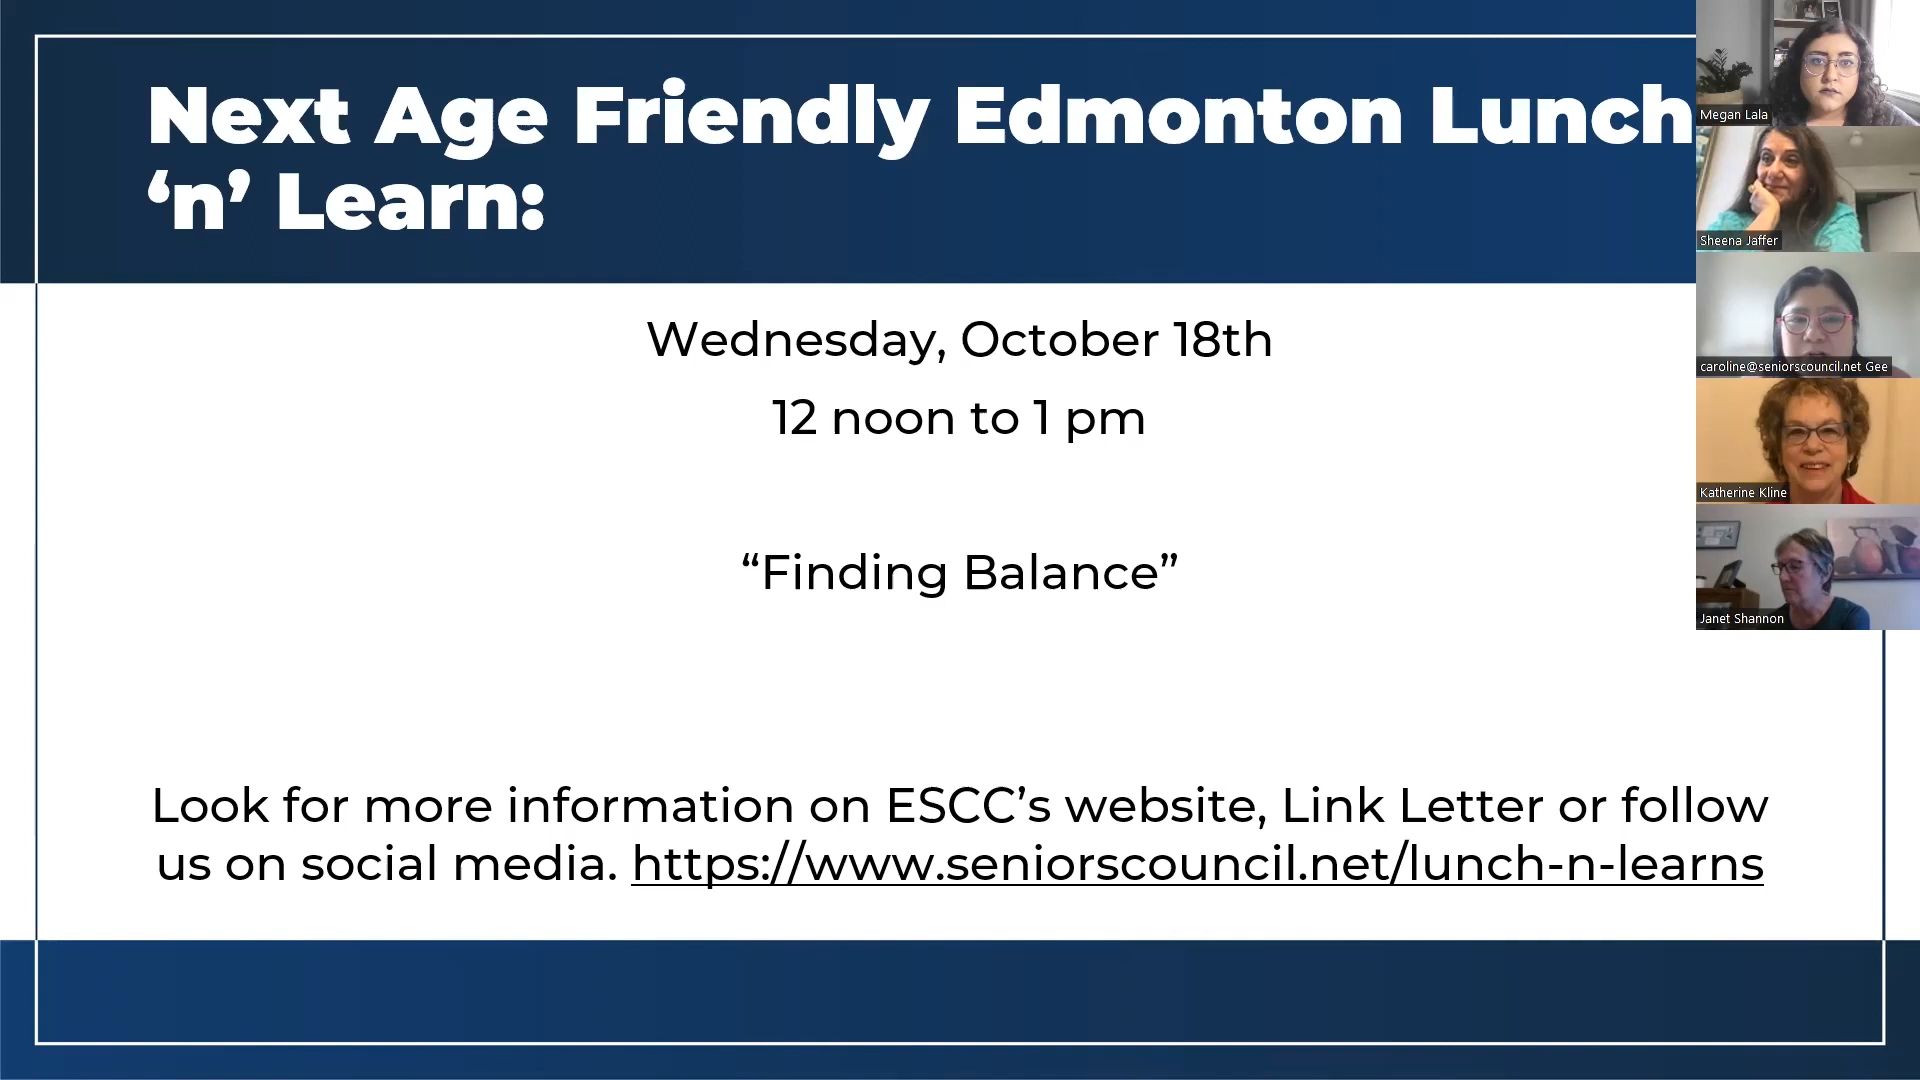 Next Age Friendly Edmonton Lunch
‘n’ Learn:
Wednesday, October 18th
12 noon to 1 pm
“Finding Balance”
Look for more information on ESCC’s website, Link Letter or follow
us on social media. https://www.seniorscouncil.net/lunch-n-learns
Megan Lala
Sheena Jaffer
caroline@seniorscouncil.net Gee
Katherine Kline
Janet Shannon